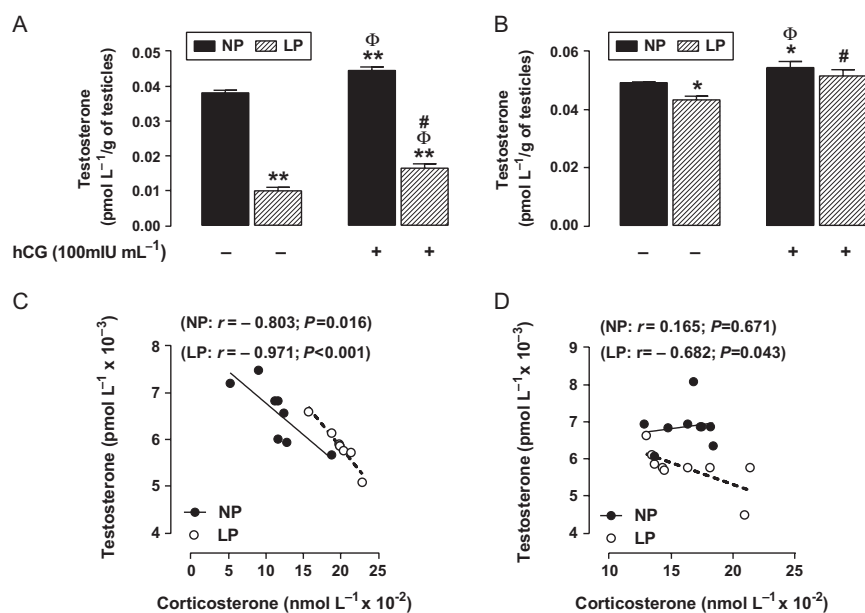 A
NP LP
Testosterone
(pmol L⁻¹/g of testicles)
0.05
0.04
0.03
0.02
0.01
0.00
**
Φ
**
#
Φ
**
hCG (100mIU mL⁻¹)
– – + +
B
NP LP
Testosterone
(pmol L⁻¹/g of testicles)
0.06
0.04
0.02
0.00
*
Φ
*
#
– – + +
C
(NP: r = – 0.803; P=0.016)
(LP: r = – 0.971; P<0.001)
Testosterone (pmol L⁻¹ x 10⁻³)
8
7
6
5
4
NP
LP
0 5 10 15 20 25
Corticosterone (nmol L⁻¹ x 10⁻²)
D
(NP: r = 0.165; P=0.671)
(LP: r= – 0.682; P=0.043)
Testosterone (pmol L⁻¹ x 10⁻³)
9
8
7
6
5
4
NP
LP
10 15 20 25
Corticosterone (nmol L⁻¹ x 10⁻²)